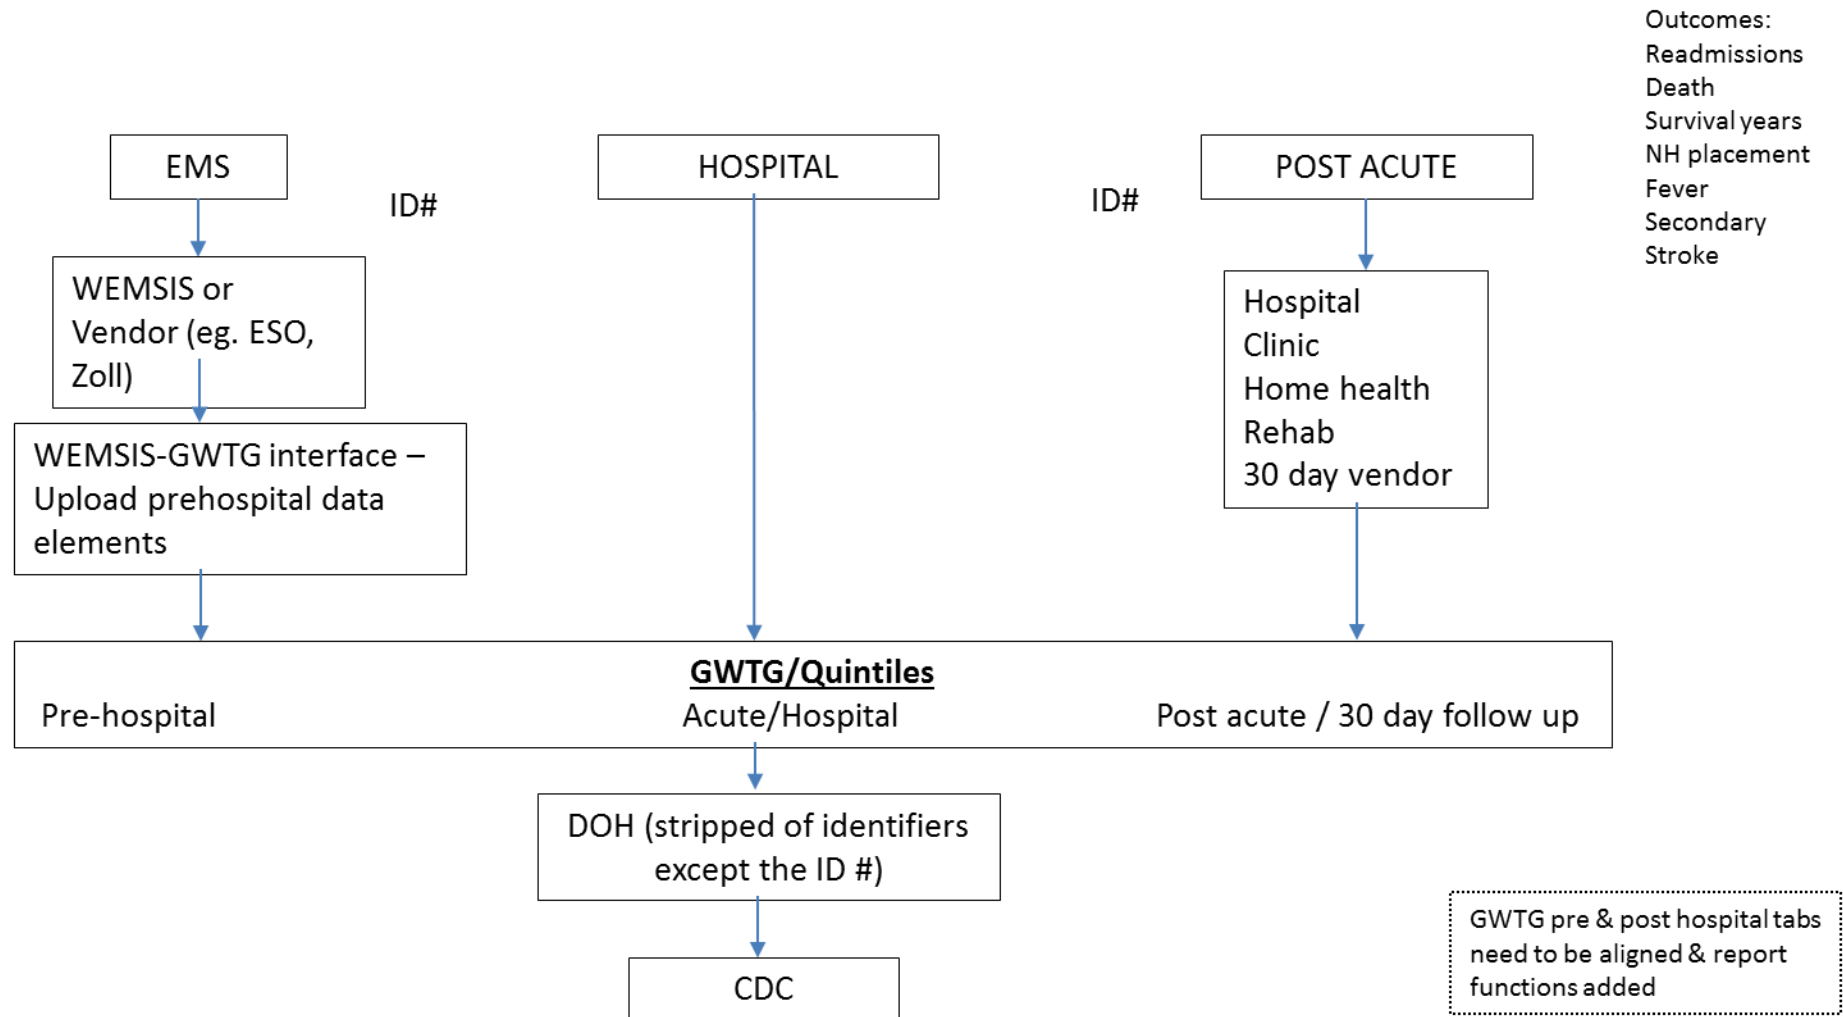 Outcomes:
Readmissions
Death
Survival years
NH placement
Fever
Secondary
Stroke
EMS
ID#
HOSPITAL
ID#
POST ACUTE
WEMSIS or
Vendor (eg. ESO,
Zoll)
WEMSIS-GWTG interface –
Upload prehospital data
elements
Hospital
Clinic
Home health
Rehab
30 day vendor
GWTG/Quintiles
Pre-hospital
Acute/Hospital
Post acute / 30 day follow up
DOH (stripped of identifiers
except the ID #)
CDC
GWTG pre & post hospital tabs
need to be aligned & report
functions added